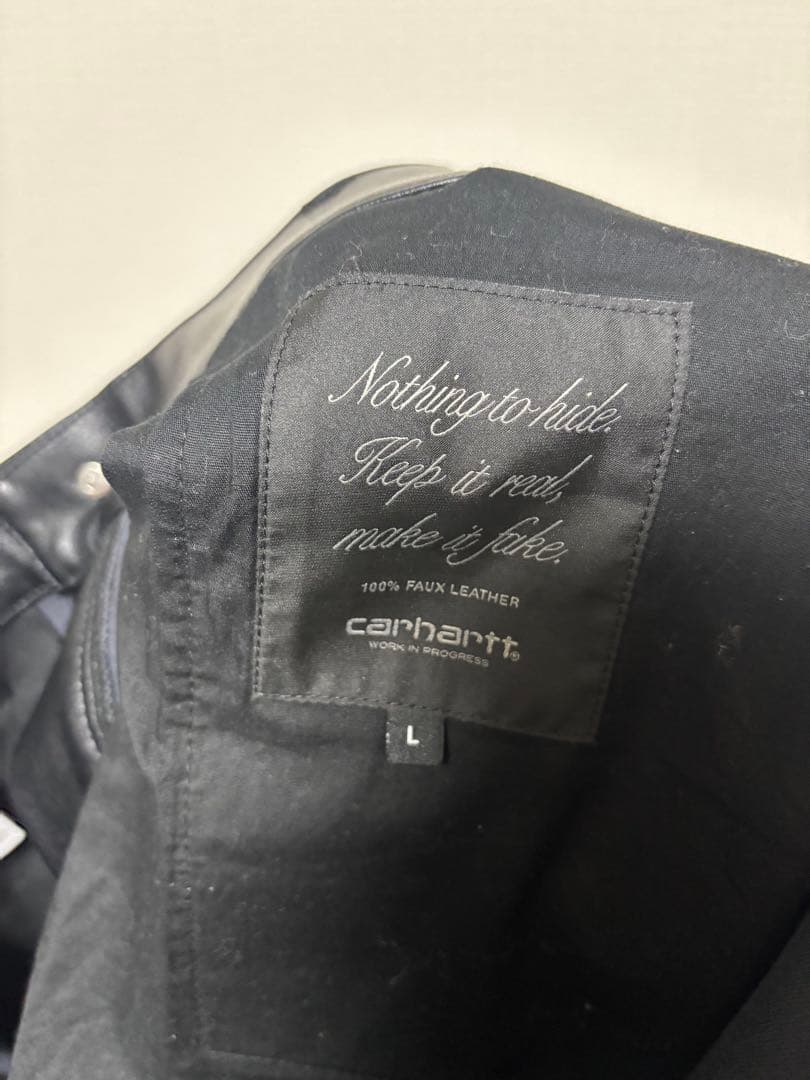 Nothing to hide.
Keep it real,
make it fake.
100% FAUX LEATHER
carhartt®
WORK IN PROGRESS
L